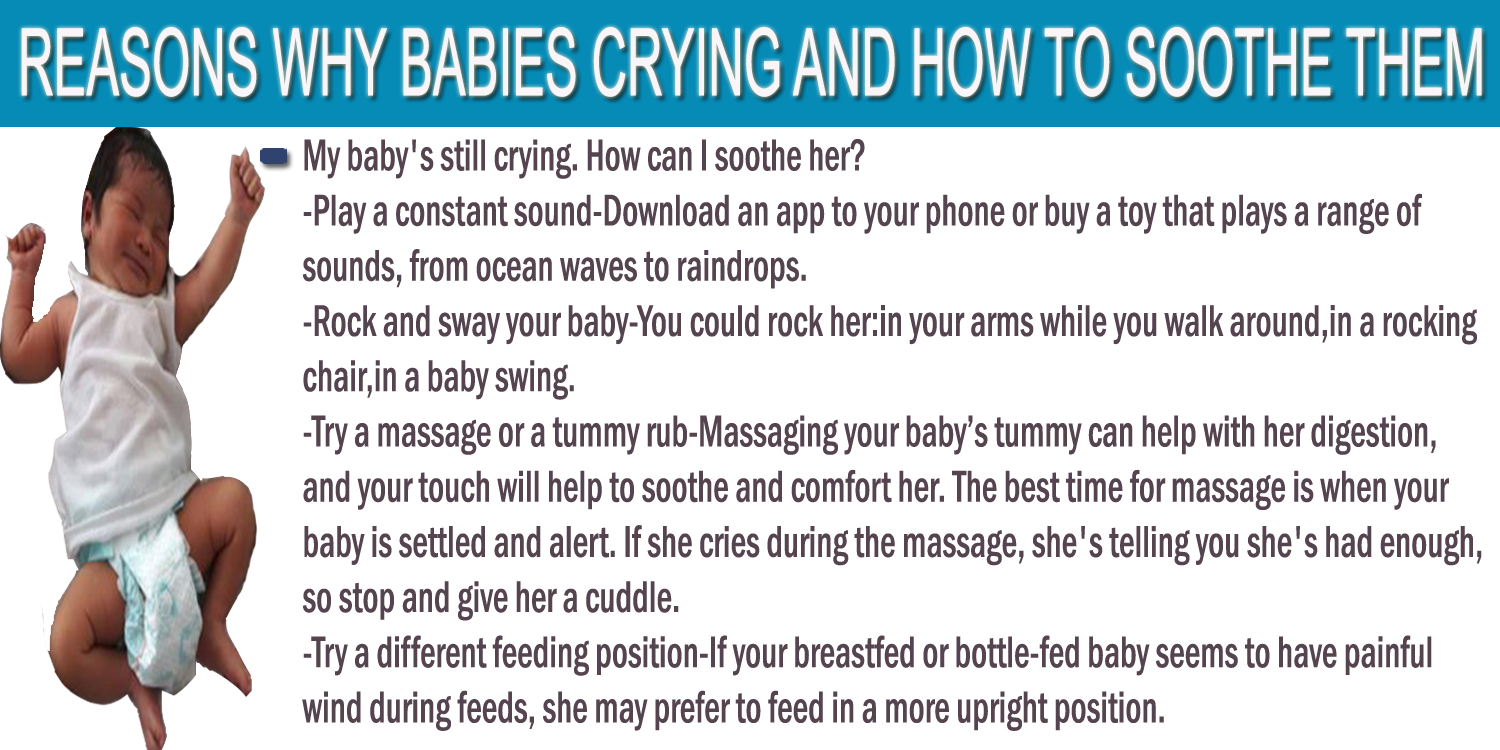 REASONS WHY BABIES CRYING AND HOW TO SOOTHE THEM
My baby's still crying. How can I soothe her?
-Play a constant sound-Download an app to your phone or buy a toy that plays a range of
sounds, from ocean waves to raindrops.
-Rock and sway your baby-You could rock her:in your arms while you walk around,in a rocking
chair,in a baby swing.
-Try a massage or a tummy rub-Massaging your baby’s tummy can help with her digestion,
and your touch will help to soothe and comfort her. The best time for massage is when your
baby is settled and alert. If she cries during the massage, she's telling you she's had enough,
so stop and give her a cuddle.
-Try a different feeding position-If your breastfed or bottle-fed baby seems to have painful
wind during feeds, she may prefer to feed in a more upright position.